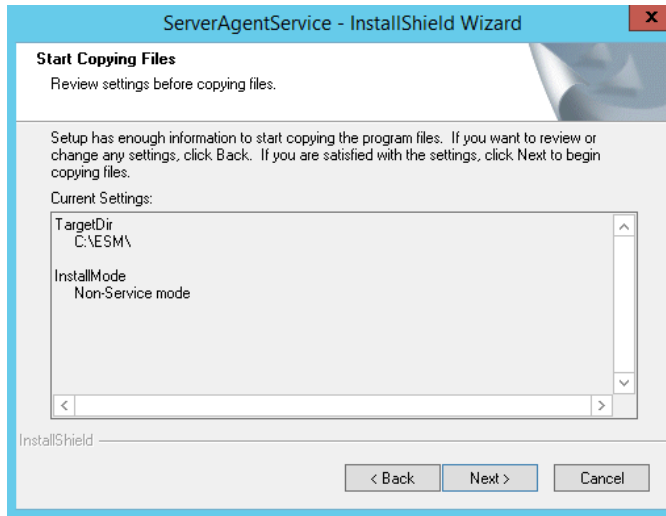 ServerAgentService - InstallShield Wizard
x
Start Copying Files
Review settings before copying files.
Setup has enough information to start copying the program files.  If you want to review or
change any settings, click Back.  If you are satisfied with the settings, click Next to begin
copying files.
Current Settings:
TargetDir
C:\ESM\
InstallMode
Non-Service mode
InstallShield
< Back
Next >
Cancel